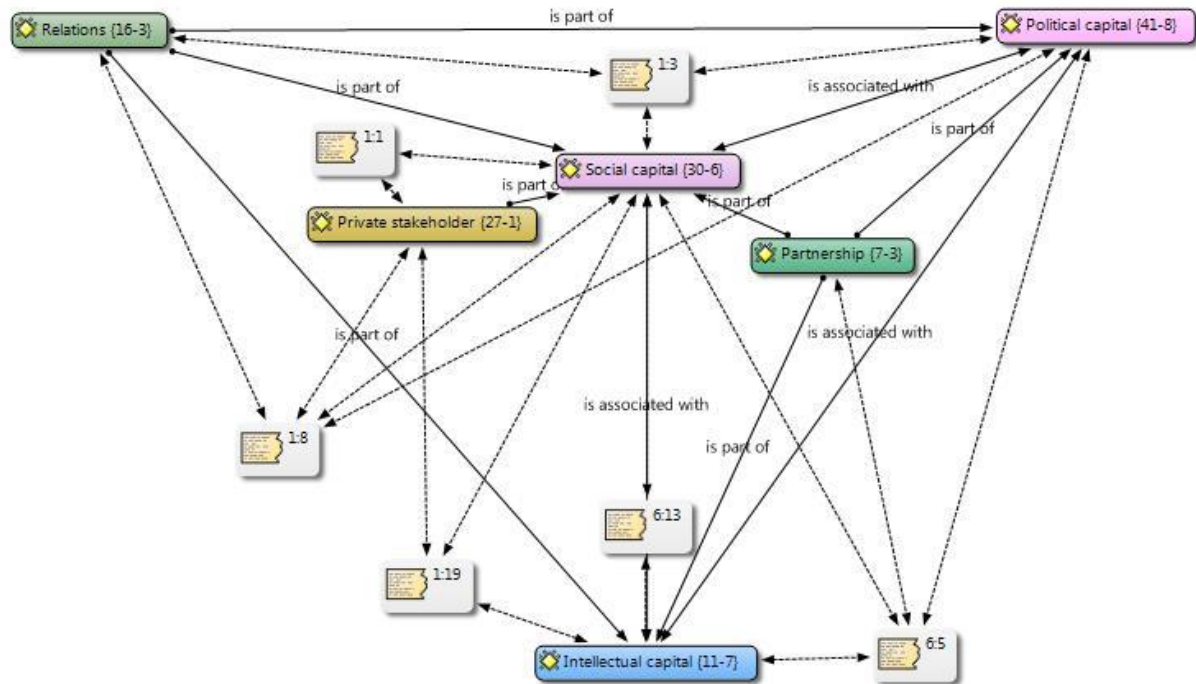 is part of
Relations {16-3}
Political capital {41-8}
1:3
is part of
is associated with
1:1
is part of
Social capital {30-6}
is part of
is part of
Private stakeholder {27-1}
Partnership {7-3}
is part of
is associated with
is associated with
1:8
is part of
6:13
1:19
6:5
Intellectual capital {11-7}